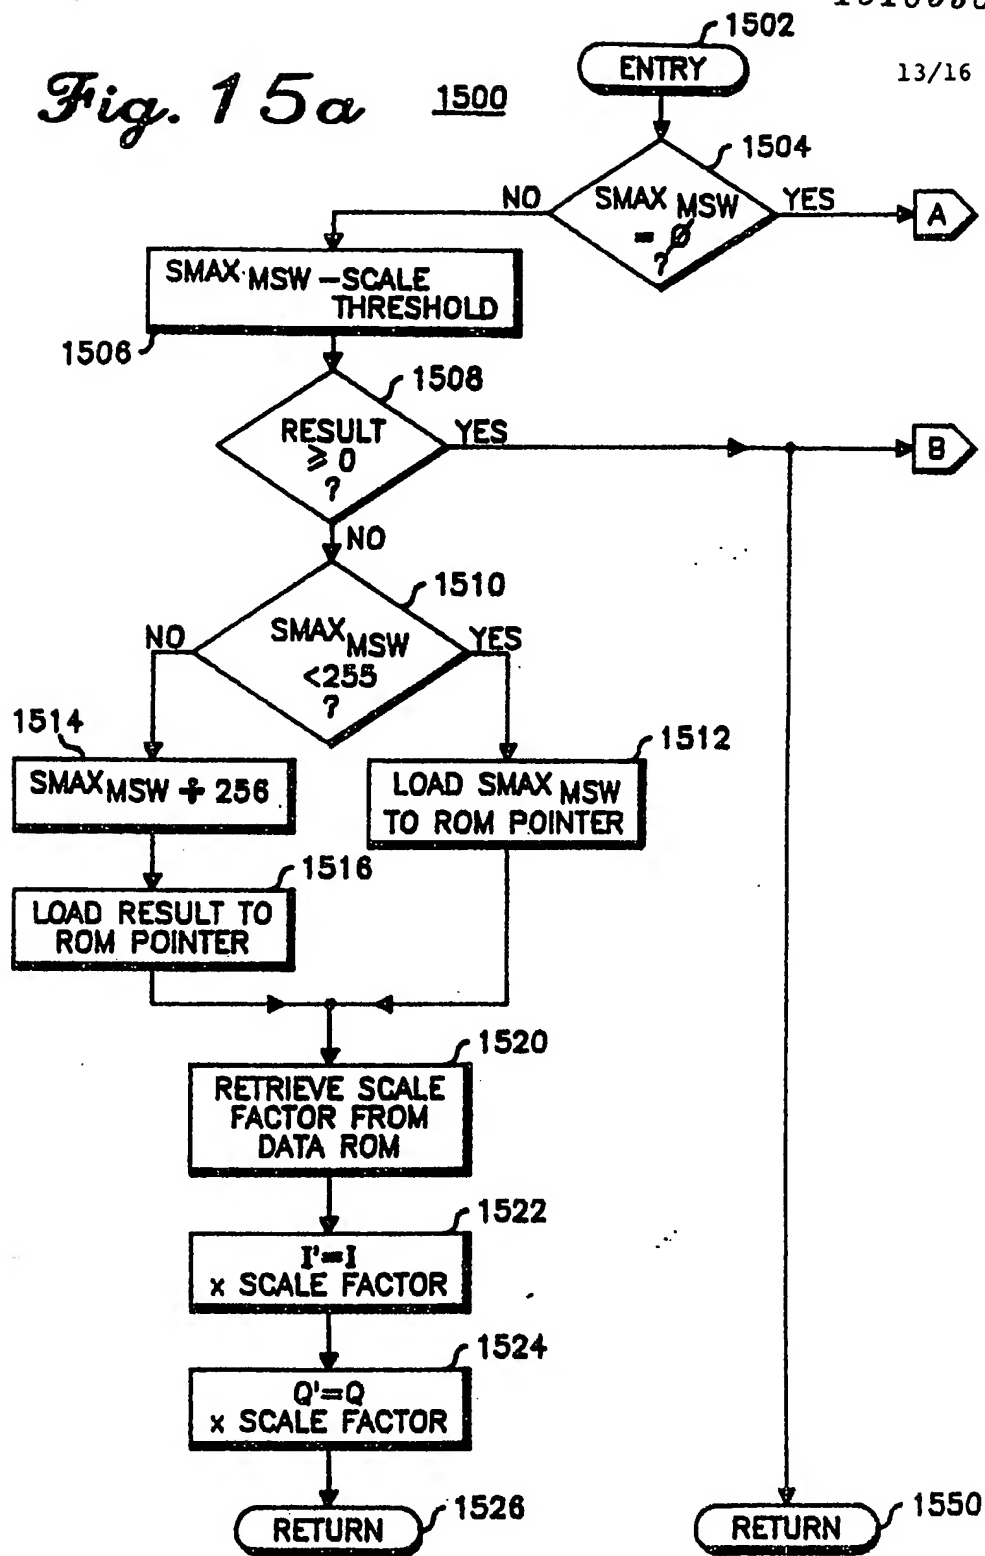 1502
ENTRY
13/16
Fig. 15a
1500
1504
NO
SMAX MSW
= Ø
?
YES
A
SMAX MSW – SCALE
THRESHOLD
1506
1508
RESULT
≥ 0
?
YES
B
NO
1510
NO
SMAX MSW
<255
?
YES
1514
SMAX MSW ÷ 256
1512
LOAD SMAX MSW
TO ROM POINTER
1516
LOAD RESULT TO
ROM POINTER
1520
RETRIEVE SCALE
FACTOR FROM
DATA ROM
1522
I'=I
x SCALE FACTOR
1524
Q'=Q
x SCALE FACTOR
RETURN
1526
RETURN
1550